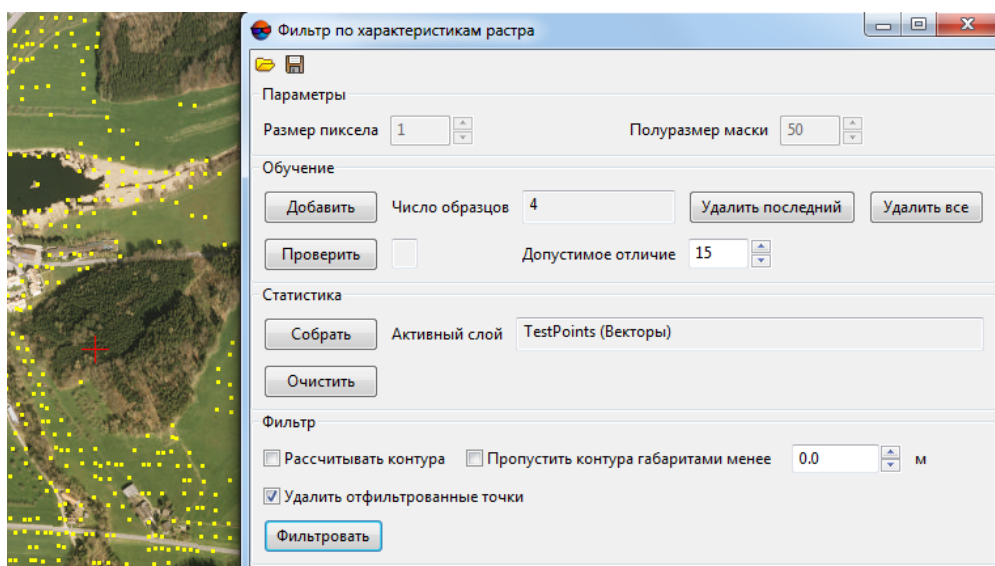 Фильтр по характеристикам растра
Параметры
Размер пиксела 1 Полуразмер маски 50
Обучение
Добавить Число образцов 4 Удалить последний Удалить все
Проверить Допустимое отличие 15
Статистика
Собрать Активный слой TestPoints (Векторы)
Очистить
Фильтр
Рассчитывать контура Пропустить контура габаритами менее 0.0 м
Удалить отфильтрованные точки
Фильтровать